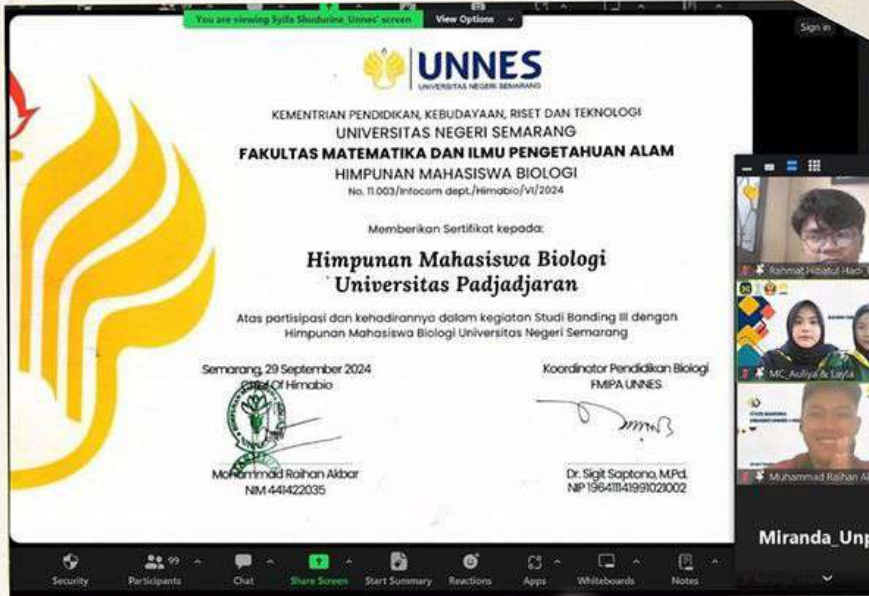 You are viewing Syifa Shudurina_Unnes' screen
View Options
Sign in
UNNES
UNIVERSITAS NEGERI SEMARANG
KEMENTRIAN PENDIDIKAN, KEBUDAYAAN, RISET DAN TEKNOLOGI
UNIVERSITAS NEGERI SEMARANG
FAKULTAS MATEMATIKA DAN ILMU PENGETAHUAN ALAM
HIMPUNAN MAHASISWA BIOLOGI
No. 11.003/Infocom dept./Himabio/VI/2024
Memberikan Sertifikat kepada:
Himpunan Mahasiswa Biologi
Universitas Padjadjaran
Atas partisipasi dan kehadirannya dalam kegiatan Studi Banding III dengan
Himpunan Mahasiswa Biologi Universitas Negeri Semarang
Semarang, 29 September 2024
Chief Of Himabio
Mohammad Raihan Akbar
NIM 441422035
Koordinator Pendidikan Biologi
FMIPA UNNES
Dr. Sigit Saptono, M.Pd.
NIP 196411141991021002
Rahmat Hibatul Hadi
MC_Auliya & Layla
Muhammad Raihan Ak
Miranda_Unp
Security
Participants
99
Chat
Share Screen
Start Summary
Reactions
Apps
Whiteboards
Notes